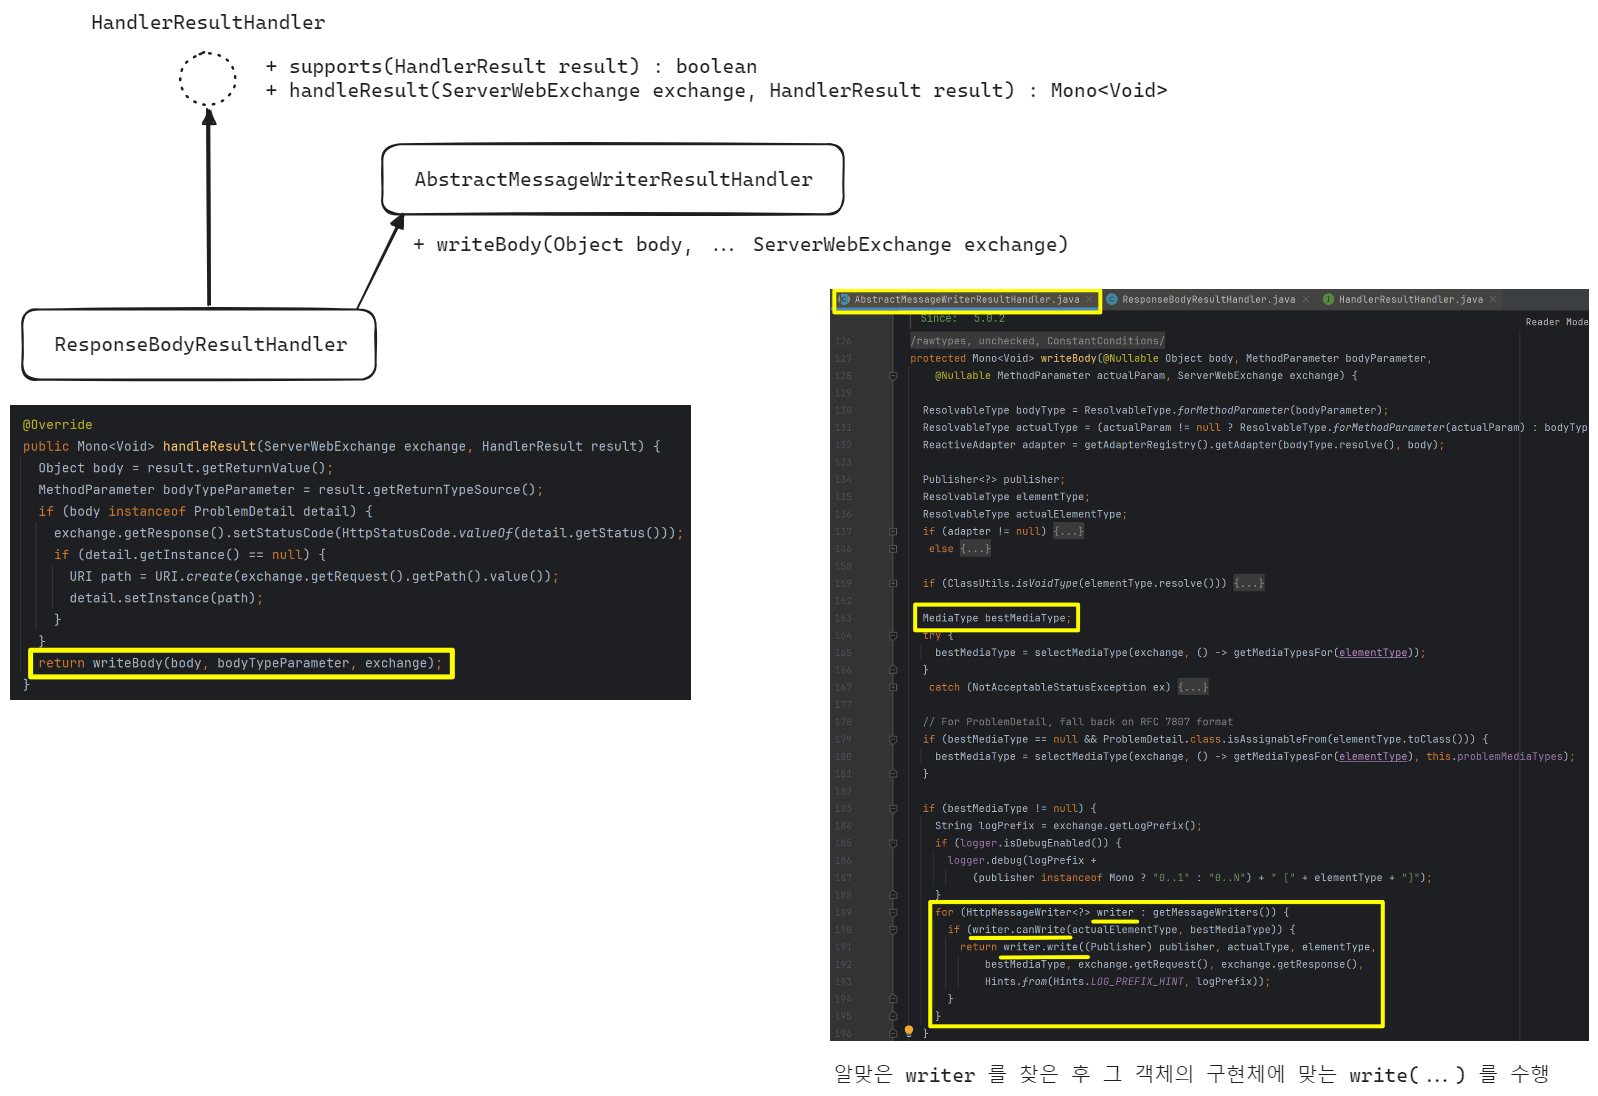 HandlerResultHandler
+ supports(HandlerResult result) : boolean
+ handleResult(ServerWebExchange exchange, HandlerResult result) : Mono<Void>
AbstractMessageWriterResultHandler
+ writeBody(Object body, ... ServerWebExchange exchange)
ResponseBodyResultHandler
@Override
public Mono<Void> handleResult(ServerWebExchange exchange, HandlerResult result) {
Object body = result.getReturnValue();
MethodParameter bodyTypeParameter = result.getReturnTypeSource();
if (body instanceof ProblemDetail detail) {
exchange.getResponse().setStatusCode(HttpStatusCode.valueOf(detail.getStatus()));
if (detail.getInstance() == null) {
URI path = URI.create(exchange.getRequest().getPath().value());
detail.setInstance(path);
}
}
return writeBody(body, bodyTypeParameter, exchange);
}
AbstractMessageWriterResultHandler.java ResponseBodyResultHandler.java HandlerResultHandler.java
Since: 5.0.2
Reader Mode
126 /rawtypes, unchecked, ConstantConditions/
127 protected Mono<Void> writeBody(@Nullable Object body, MethodParameter bodyParameter,
128 @Nullable MethodParameter actualParam, ServerWebExchange exchange) {
129
130 ResolvableType bodyType = ResolvableType.forMethodParameter(bodyParameter);
131 ResolvableType actualType = (actualParam != null ? ResolvableType.forMethodParameter(actualParam) : bodyType
132 ReactiveAdapter adapter = getAdapterRegistry().getAdapter(bodyType.resolve(), body);
133
134 Publisher<?> publisher;
135 ResolvableType elementType;
136 ResolvableType actualElementType;
137 if (adapter != null) {...}
146 else {...}
158
159 if (ClassUtils.isVoidType(elementType.resolve())) {...}
162
163 MediaType bestMediaType;
164 try {
165 bestMediaType = selectMediaType(exchange, () -> getMediaTypesFor(elementType));
166 }
167 catch (NotAcceptableStatusException ex) {...}
177
178 // For ProblemDetail, fall back on RFC 7807 format
179 if (bestMediaType == null && ProblemDetail.class.isAssignableFrom(elementType.toClass())) {
180 bestMediaType = selectMediaType(exchange, () -> getMediaTypesFor(elementType), this.problemMediaTypes);
181 }
182
183 if (bestMediaType != null) {
184 String logPrefix = exchange.getLogPrefix();
185 if (logger.isDebugEnabled()) {
186 logger.debug(logPrefix +
187 (publisher instanceof Mono ? "0..1" : "0..N") + " [" + elementType + "]");
188 }
189 for (HttpMessageWriter<?> writer : getMessageWriters()) {
190 if (writer.canWrite(actualElementType, bestMediaType)) {
191 return writer.write((Publisher) publisher, actualType, elementType,
192 bestMediaType, exchange.getRequest(), exchange.getResponse(),
193 Hints.from(Hints.LOG_PREFIX_HINT, logPrefix));
194 }
195 }
196 }
알맞은 writer 를 찾은 후 그 객체의 구현체에 맞는 write(...) 를 수행